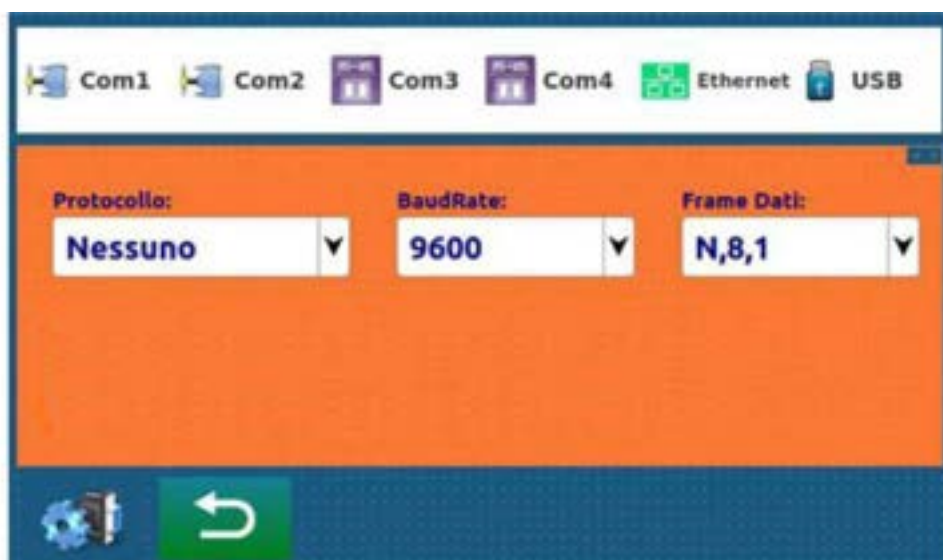 Com1 Com2 Com3 Com4 Ethernet USB
Protocollo: BaudRate: Frame Dati:
Nessuno 9600 N,8,1